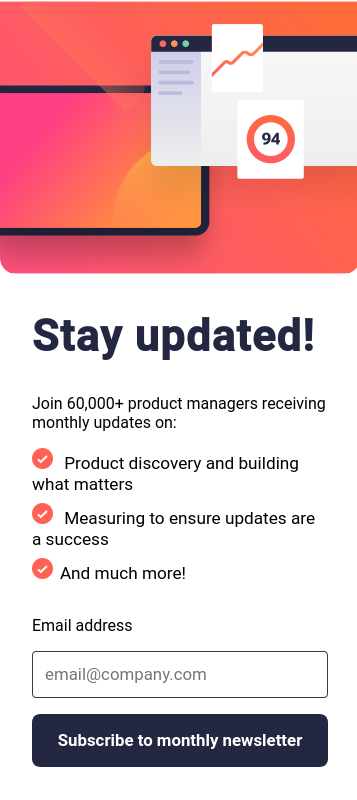 94
Stay updated!
Join 60,000+ product managers receiving
monthly updates on:
Product discovery and building
what matters
Measuring to ensure updates are
a success
And much more!
Email address
email@company.com
Subscribe to monthly newsletter